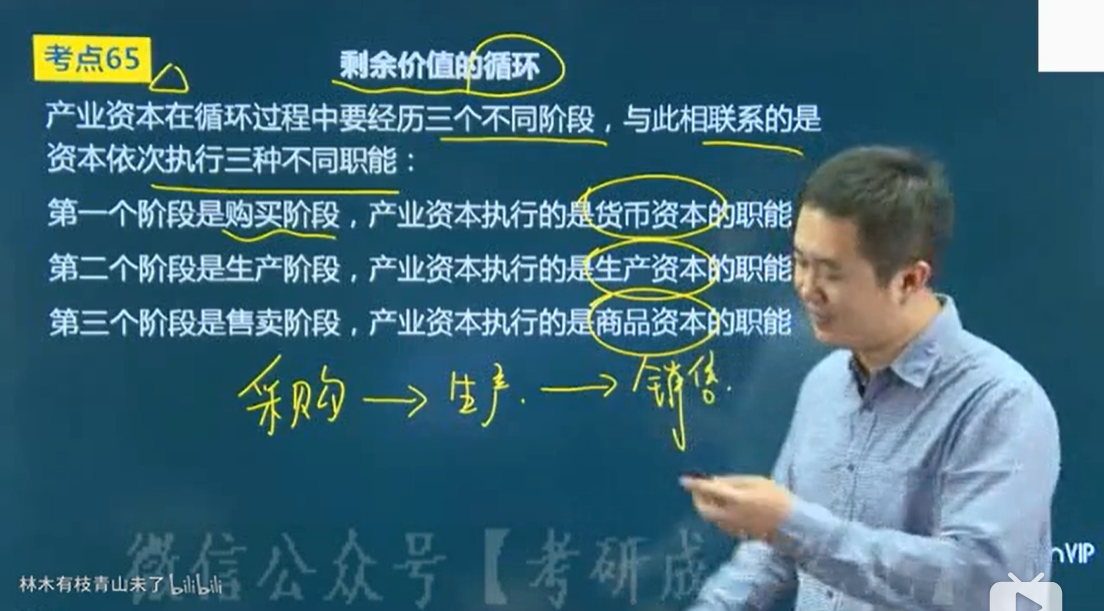 考点65
剩余价值的循环
产业资本在循环过程中要经历三个不同阶段，与此相联系的是
资本依次执行三种不同职能：
第一个阶段是购买阶段，产业资本执行的是货币资本的职能
第二个阶段是生产阶段，产业资本执行的是生产资本的职能
第三个阶段是售卖阶段，产业资本执行的是商品资本的职能
采购 → 生产. → 销售.
微信公众号【考研成
林木有枝青山未了 bilibili
VIP